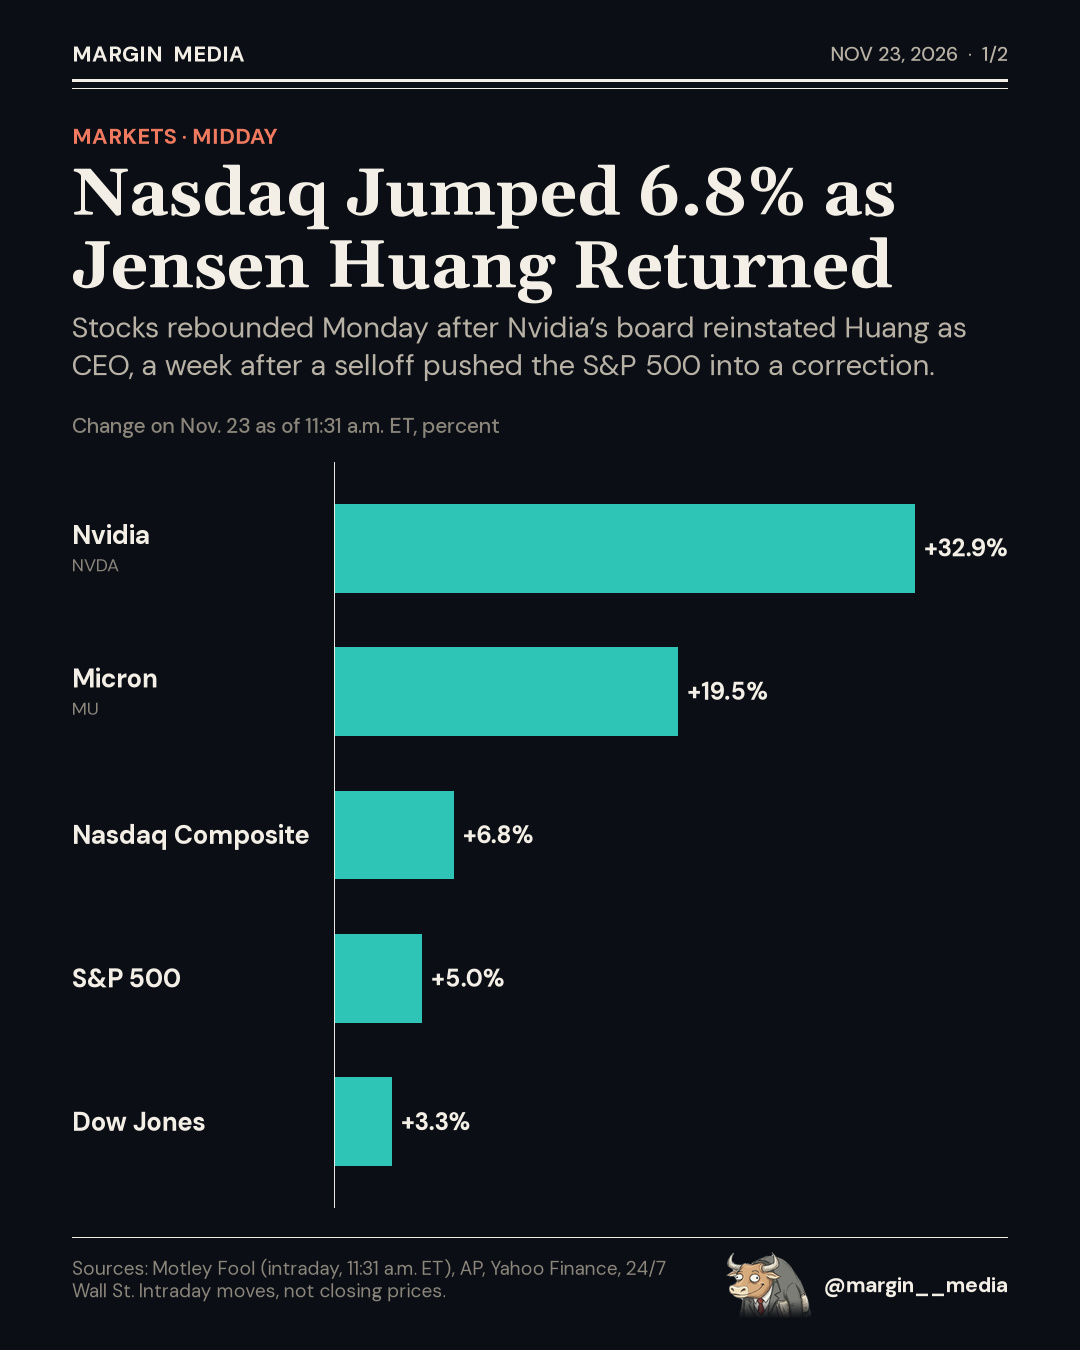 MARGIN MEDIA
NOV 23, 2026 · 1/2
MARKETS · MIDDAY
Nasdaq Jumped 6.8% as
Jensen Huang Returned
Stocks rebounded Monday after Nvidia’s board reinstated Huang as
CEO, a week after a selloff pushed the S&P 500 into a correction.
Change on Nov. 23 as of 11:31 a.m. ET, percent
Nvidia
NVDA
+32.9%
Micron
MU
+19.5%
Nasdaq Composite
+6.8%
S&P 500
+5.0%
Dow Jones
+3.3%
Sources: Motley Fool (intraday, 11:31 a.m. ET), AP, Yahoo Finance, 24/7
Wall St. Intraday moves, not closing prices.
@margin__media